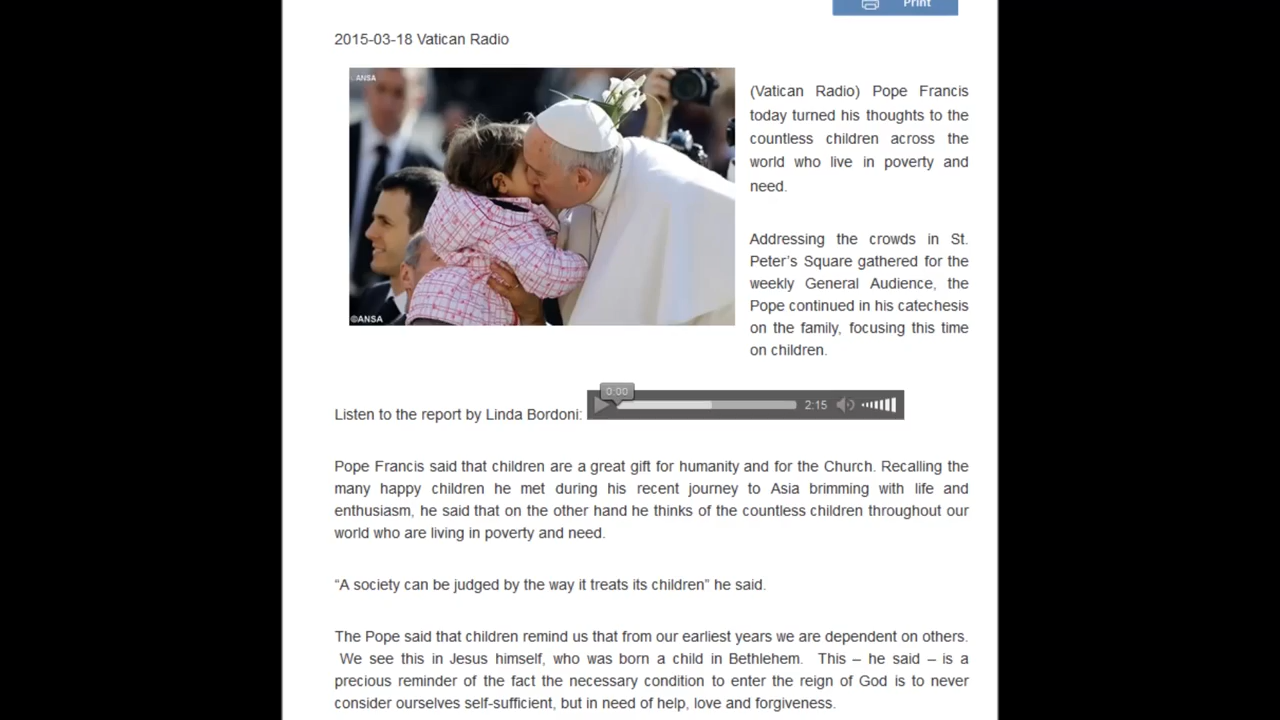 Print
2015-03-18 Vatican Radio
ANSA
(Vatican Radio) Pope Francis
today turned his thoughts to the
countless children across the
world who live in poverty and
need.
Addressing the crowds in St.
Peter’s Square gathered for the
weekly General Audience, the
Pope continued in his catechesis
on the family, focusing this time
on children.
©ANSA
0:00
2:15
Listen to the report by Linda Bordoni:
Pope Francis said that children are a great gift for humanity and for the Church. Recalling the
many happy children he met during his recent journey to Asia brimming with life and
enthusiasm, he said that on the other hand he thinks of the countless children throughout our
world who are living in poverty and need.
“A society can be judged by the way it treats its children” he said.
The Pope said that children remind us that from our earliest years we are dependent on others.
We see this in Jesus himself, who was born a child in Bethlehem. This – he said – is a
precious reminder of the fact the necessary condition to enter the reign of God is to never
consider ourselves self-sufficient, but in need of help, love and forgiveness.